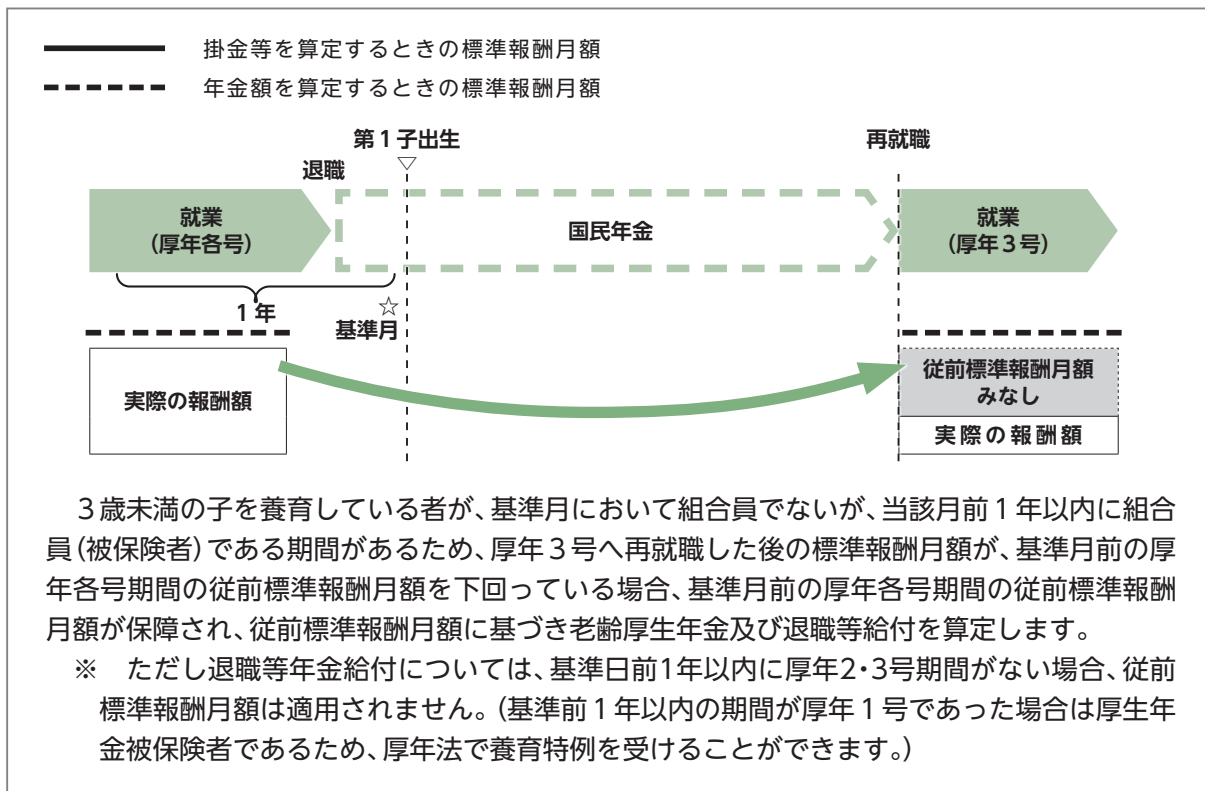 掛金等を算定するときの標準報酬月額
年金額を算定するときの標準報酬月額
第1子出生
再就職
退職
▽
就業
(厚年各号)
国民年金
就業
(厚年3号)
1年
☆
基準月
実際の報酬額
従前標準報酬月額
みなし
実際の報酬額
3歳未満の子を養育している者が、基準月において組合員でないが、当該月前1年以内に組合
員(被保険者)である期間があるため、厚年3号へ再就職した後の標準報酬月額が、基準月前の厚
年各号期間の従前標準報酬月額を下回っている場合、基準月前の厚年各号期間の従前標準報酬
月額が保障され、従前標準報酬月額に基づき老齢厚生年金及び退職等給付を算定します。
※ ただし退職等年金給付については、基準日前1年以内に厚年2・3号期間がない場合、従前
標準報酬月額は適用されません。(基準前1年以内の期間が厚年1号であった場合は厚生年
金被保険者であるため、厚年法で養育特例を受けることができます。)